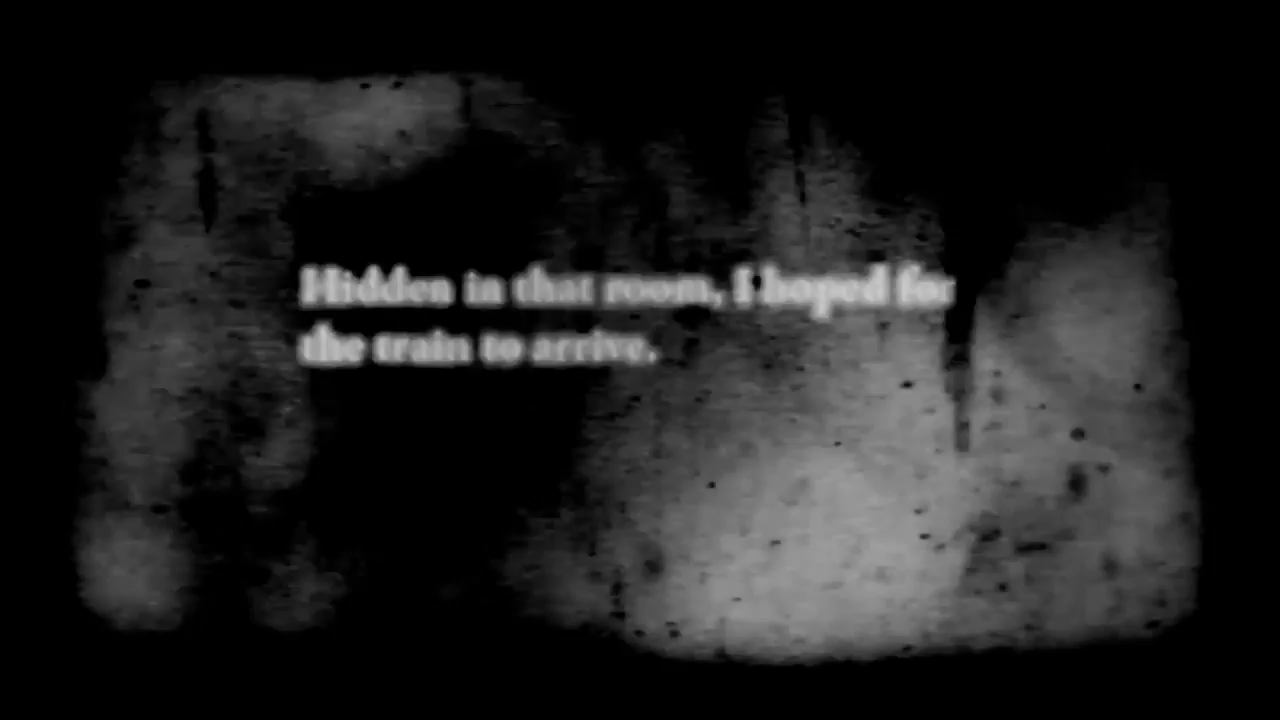 Hidden in that room, I hoped for
the train to arrive.